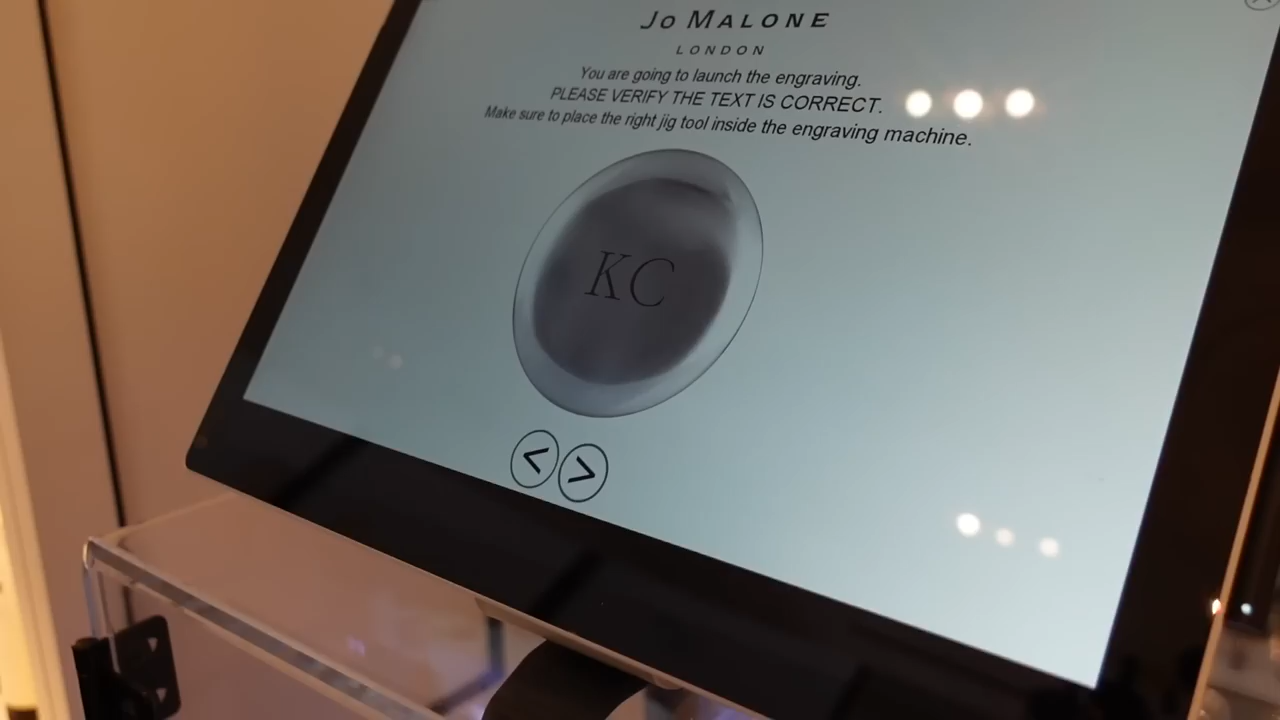 JO MALONE
LONDON
You are going to launch the engraving.
PLEASE VERIFY THE TEXT IS CORRECT.
Make sure to place the right jig tool inside the engraving machine.
KC
< >